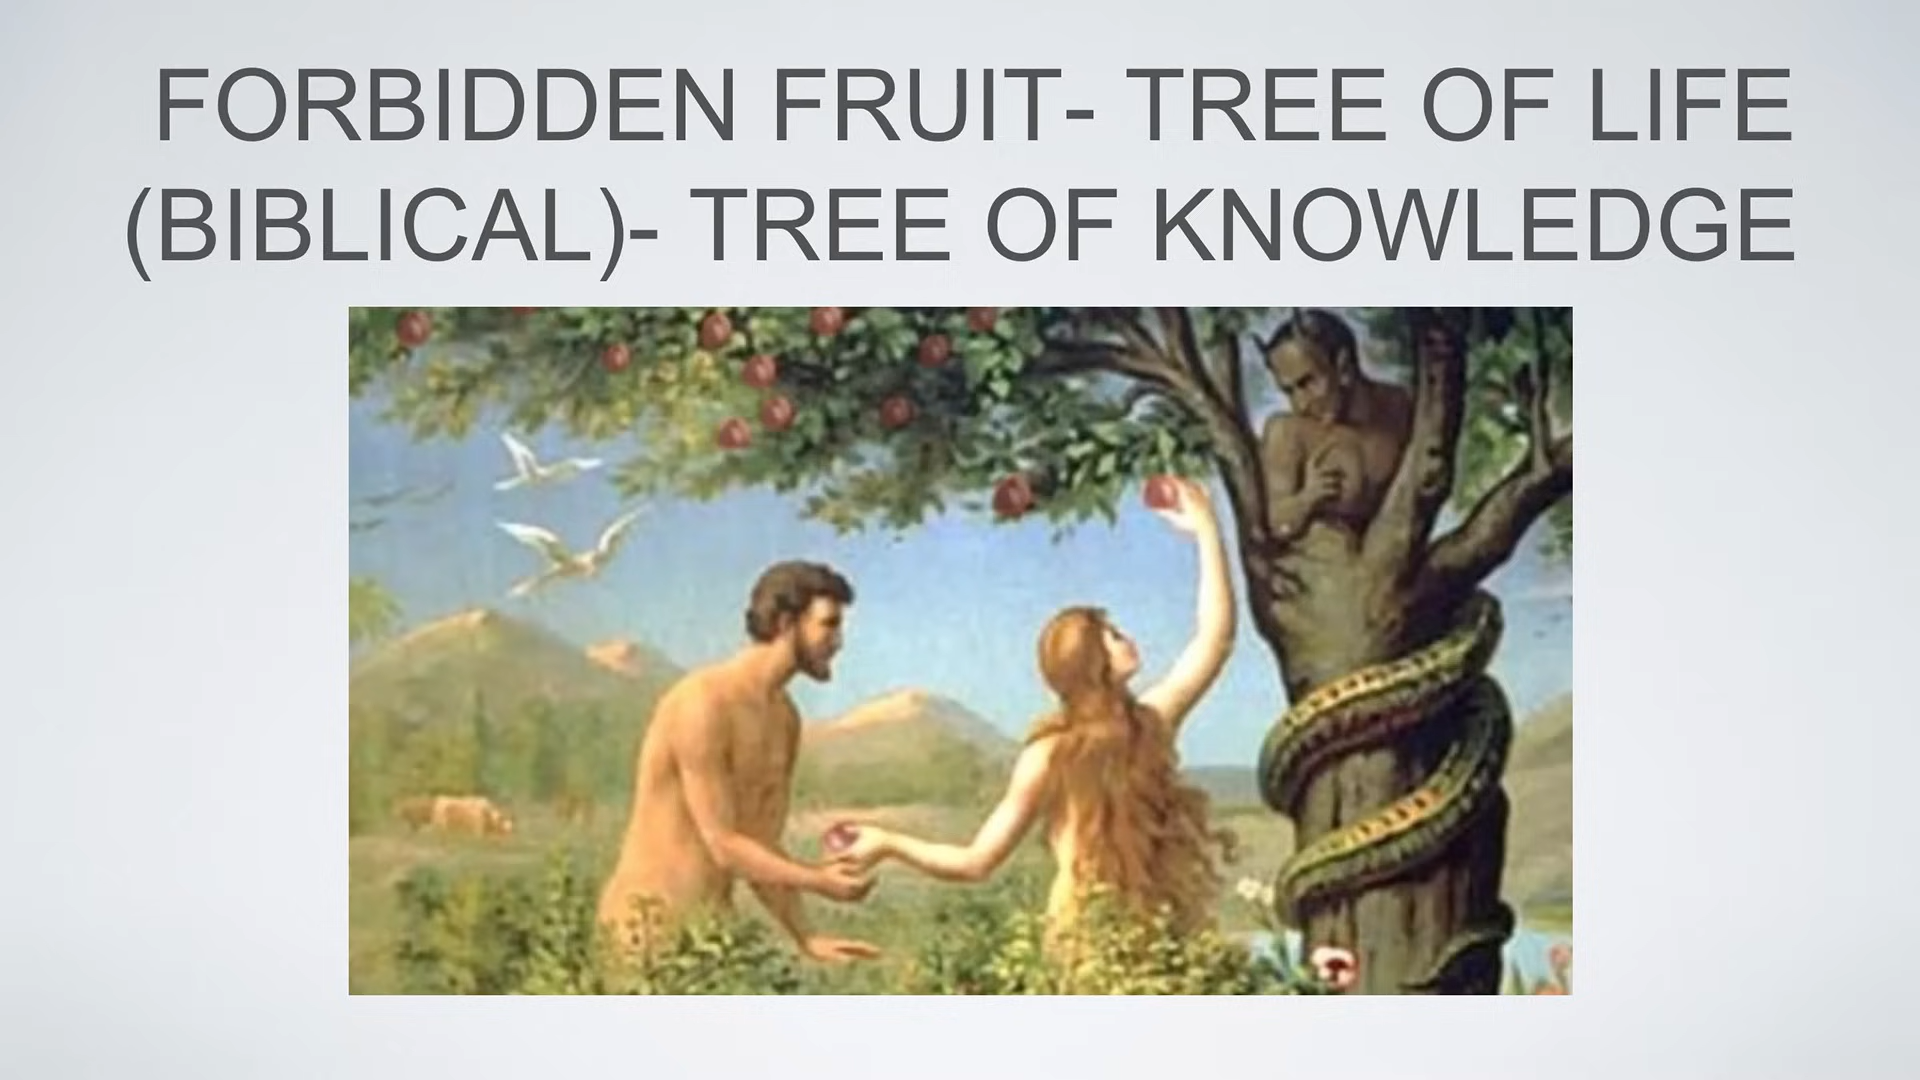 FORBIDDEN FRUIT- TREE OF LIFE
(BIBLICAL)- TREE OF KNOWLEDGE